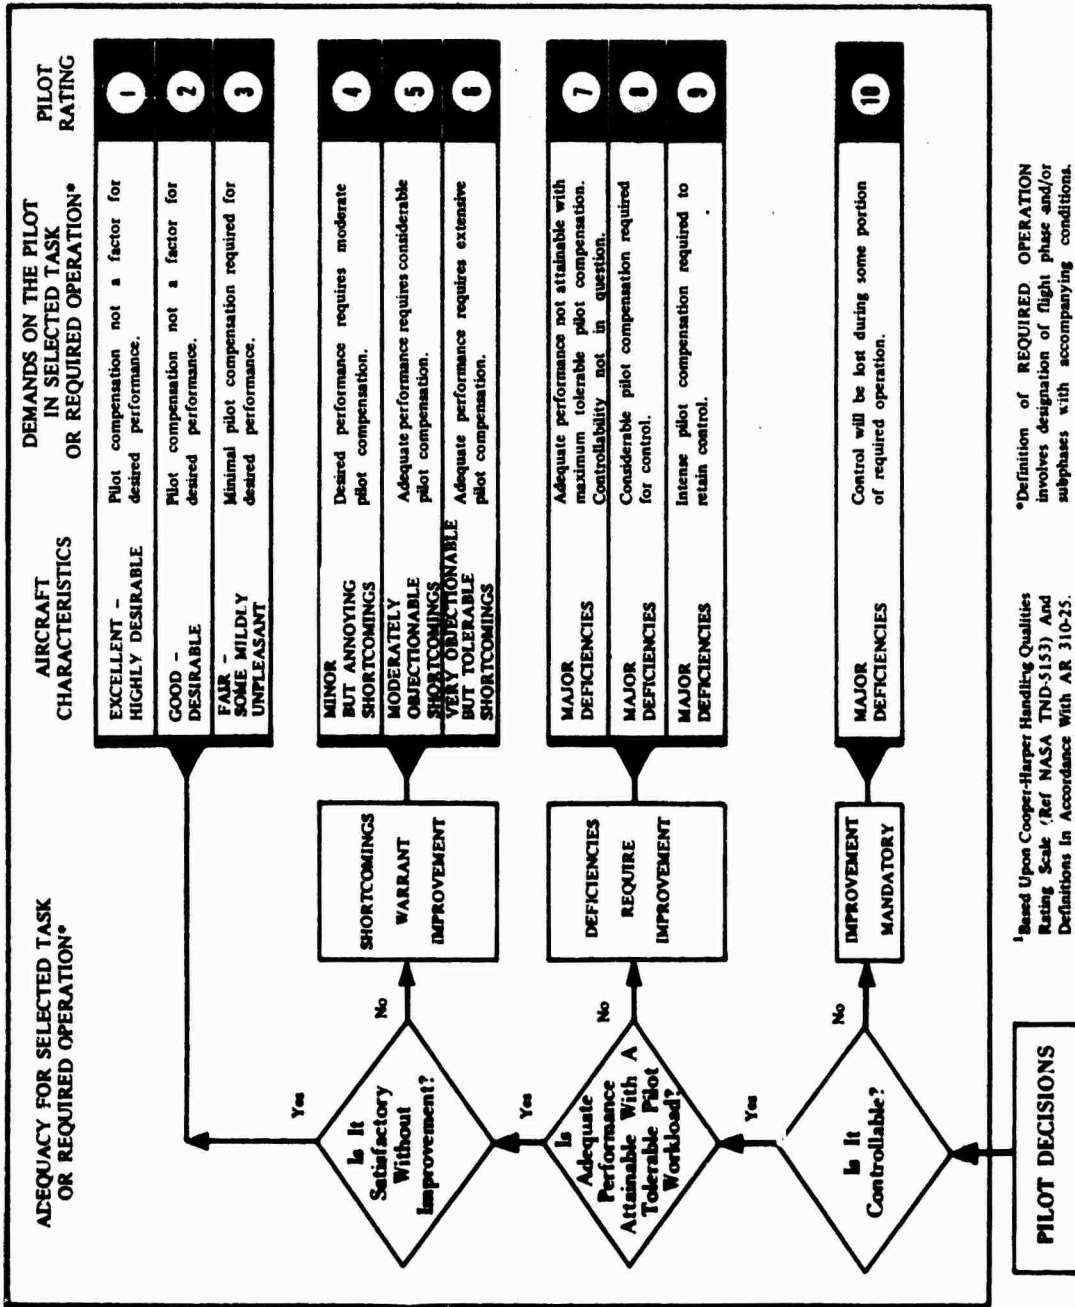 ADEQUACY FOR SELECTED TASK
OR REQUIRED OPERATION*
AIRCRAFT
CHARACTERISTICS
DEMANDS ON THE PILOT
IN SELECTED TASK
OR REQUIRED OPERATION*
PILOT
RATING
EXCELLENT –
HIGHLY DESIRABLE
Pilot compensation not a factor for
desired performance.
1
GOOD –
DESIRABLE
Pilot compensation not a factor for
desired performance.
2
FAIR –
SOME MILDLY
UNPLEASANT
Minimal pilot compensation required for
desired performance.
3
Yes
Is It
Satisfactory
Without
Improvement?
No
SHORTCOMINGS
WARRANT
IMPROVEMENT
MINOR
BUT ANNOYING
SHORTCOMINGS
Desired performance requires moderate
pilot compensation.
4
MODERATELY
OBJECTIONABLE
SHORTCOMINGS
Adequate performance requires considerable
pilot compensation.
5
VERY OBJECTIONABLE
BUT TOLERABLE
SHORTCOMINGS
Adequate performance requires extensive
pilot compensation.
6
Yes
Is
Adequate
Performance
Attainable With A
Tolerable Pilot
Workload?
No
DEFICIENCIES
REQUIRE
IMPROVEMENT
MAJOR
DEFICIENCIES
Adequate performance not attainable with
maximum tolerable pilot compensation.
Controllability not in question.
7
MAJOR
DEFICIENCIES
Considerable pilot compensation required
for control.
8
MAJOR
DEFICIENCIES
Intense pilot compensation required to
retain control.
9
Yes
Is It
Controllable?
No
IMPROVEMENT
MANDATORY
MAJOR
DEFICIENCIES
Control will be lost during some portion
of required operation.
10
PILOT DECISIONS
¹Based Upon Cooper-Harper Handling Qualities
Rating Scale (Ref NASA TND-5153) And
Definitions In Accordance With AR 310-25.
*Definition of REQUIRED OPERATION
involves designation of flight phase and/or
subphases with accompanying conditions.